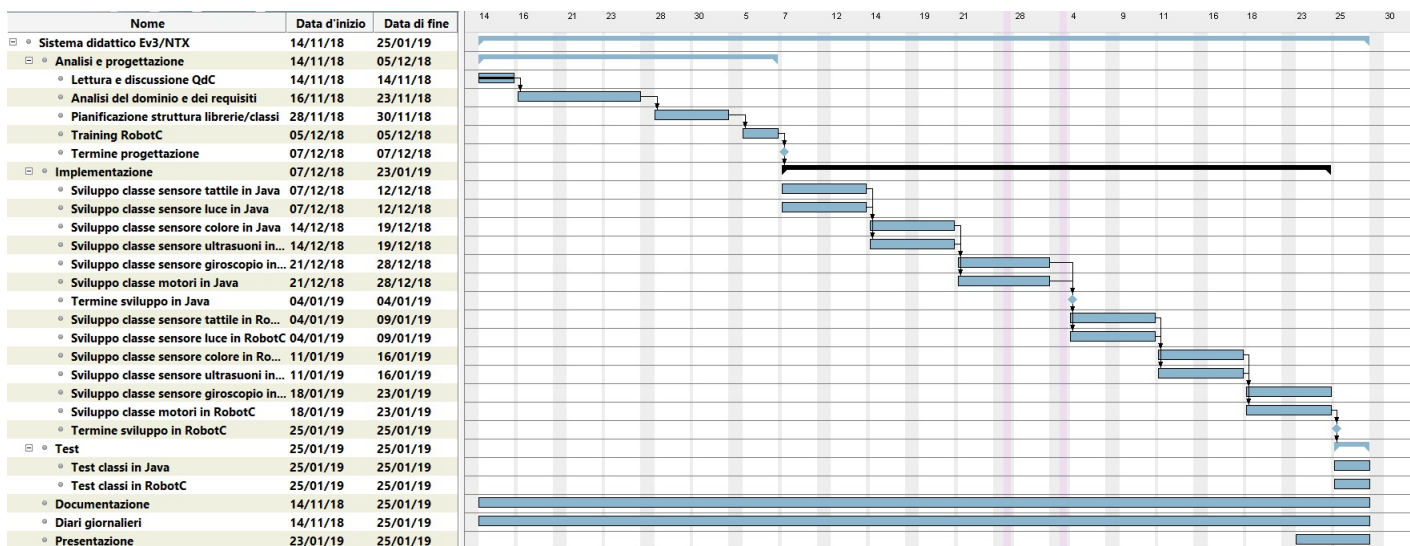 Nome Data d'inizio Data di fine 14 16 21 23 28 30 5 7 12 14 19 21 28 4 9 11 16 18 23 25 30
Sistema didattico Ev3/NTX 14/11/18 25/01/19
Analisi e progettazione 14/11/18 05/12/18
Lettura e discussione QdC 14/11/18 14/11/18
Analisi del dominio e dei requisiti 16/11/18 23/11/18
Pianificazione struttura librerie/classi 28/11/18 30/11/18
Training RobotC 05/12/18 05/12/18
Termine progettazione 07/12/18 07/12/18
Implementazione 07/12/18 23/01/19
Sviluppo classe sensore tattile in Java 07/12/18 12/12/18
Sviluppo classe sensore luce in Java 07/12/18 12/12/18
Sviluppo classe sensore colore in Java 14/12/18 19/12/18
Sviluppo classe sensore ultrasuoni in... 14/12/18 19/12/18
Sviluppo classe sensore giroscopio in... 21/12/18 28/12/18
Sviluppo classe motori in Java 21/12/18 28/12/18
Termine sviluppo in Java 04/01/19 04/01/19
Sviluppo classe sensore tattile in Ro... 04/01/19 09/01/19
Sviluppo classe sensore luce in RobotC 04/01/19 09/01/19
Sviluppo classe sensore colore in Ro... 11/01/19 16/01/19
Sviluppo classe sensore ultrasuoni in... 11/01/19 16/01/19
Sviluppo classe sensore giroscopio in... 18/01/19 23/01/19
Sviluppo classe motori in RobotC 18/01/19 23/01/19
Termine sviluppo in RobotC 25/01/19 25/01/19
Test 25/01/19 25/01/19
Test classi in Java 25/01/19 25/01/19
Test classi in RobotC 25/01/19 25/01/19
Documentazione 14/11/18 25/01/19
Diari giornalieri 14/11/18 25/01/19
Presentazione 23/01/19 25/01/19